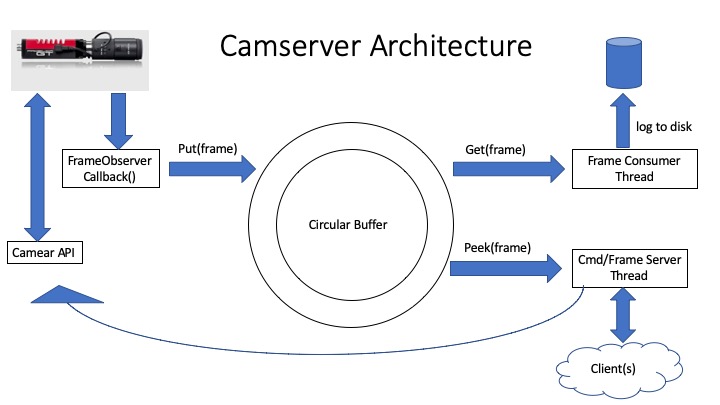 Camserver Architecture
GT
log to disk
FrameObserver
Callback()
Put(frame)
Get(frame)
Frame Consumer
Thread
Circular Buffer
Camear API
Peek(frame)
Cmd/Frame Server
Thread
Client(s)